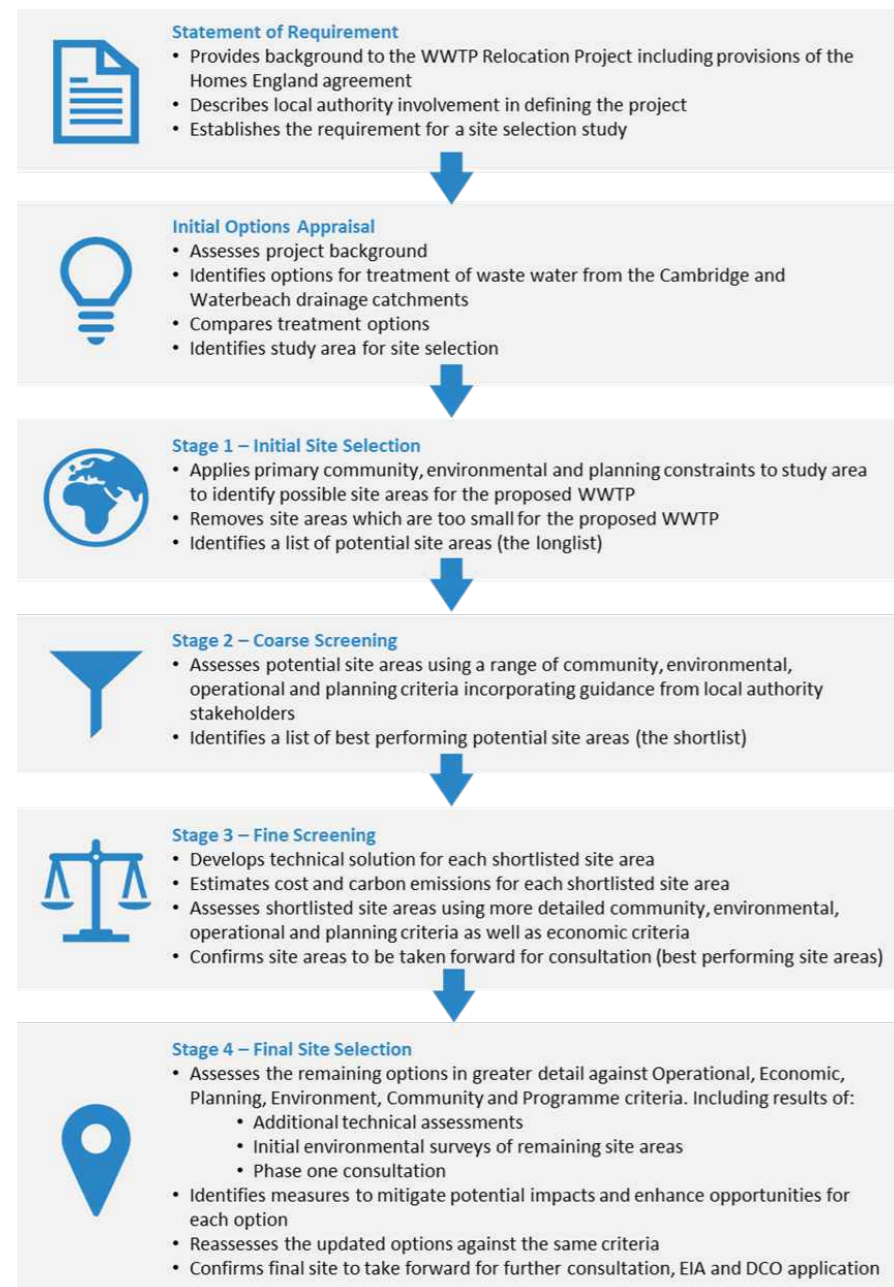 Statement of Requirement
• Provides background to the WWTP Relocation Project including provisions of the
Homes England agreement
• Describes local authority involvement in defining the project
• Establishes the requirement for a site selection study
Initial Options Appraisal
• Assesses project background
• Identifies options for treatment of waste water from the Cambridge and
Waterbeach drainage catchments
• Compares treatment options
• Identifies study area for site selection
Stage 1 – Initial Site Selection
• Applies primary community, environmental and planning constraints to study area
to identify possible site areas for the proposed WWTP
• Removes site areas which are too small for the proposed WWTP
• Identifies a list of potential site areas (the longlist)
Stage 2 – Coarse Screening
• Assesses potential site areas using a range of community, environmental,
operational and planning criteria incorporating guidance from local authority
stakeholders
• Identifies a list of best performing potential site areas (the shortlist)
Stage 3 – Fine Screening
• Develops technical solution for each shortlisted site area
• Estimates cost and carbon emissions for each shortlisted site area
• Assesses shortlisted site areas using more detailed community, environmental,
operational and planning criteria as well as economic criteria
• Confirms site areas to be taken forward for consultation (best performing site areas)
Stage 4 – Final Site Selection
• Assesses the remaining options in greater detail against Operational, Economic,
Planning, Environment, Community and Programme criteria. Including results of:
• Additional technical assessments
• Initial environmental surveys of remaining site areas
• Phase one consultation
• Identifies measures to mitigate potential impacts and enhance opportunities for
each option
• Reassesses the updated options against the same criteria
• Confirms final site to take forward for further consultation, EIA and DCO application